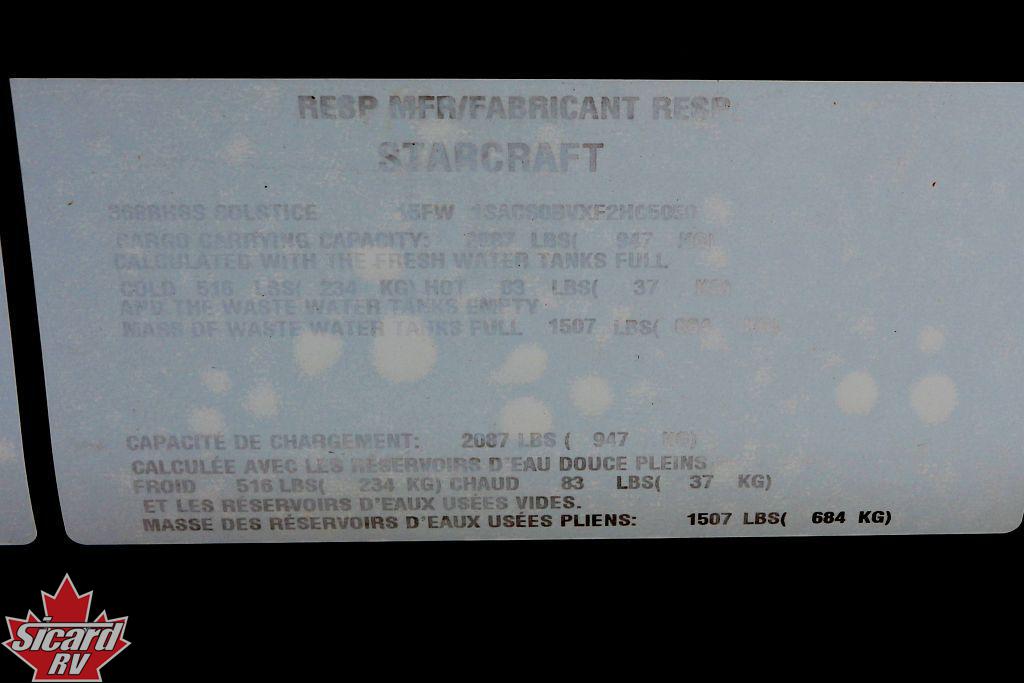 RESP MFR/FABRICANT RESP
STARCRAFT
SOLSTICE 15FW
CARGO CARRYING CAPACITY: 2087 LBS( 947 KG)
CALCULATED WITH THE FRESH WATER TANKS FULL
COLD 516 LBS( 234 KG) HOT 83 LBS( 37 KG)
AND THE WASTE WATER TANKS EMPTY
MASS OF WASTE WATER TANKS FULL 1507 LBS( 684 KG)
CAPACITÉ DE CHARGEMENT: 2087 LBS ( 947 KG)
CALCULÉE AVEC LES RÉSERVOIRS D'EAU DOUCE PLEINS
FROID 516 LBS( 234 KG) CHAUD 83 LBS( 37 KG)
ET LES RÉSERVOIRS D'EAUX USÉES VIDES.
MASSE DES RÉSERVOIRS D'EAUX USÉES PLIENS: 1507 LBS( 684 KG)
Sicard
RV